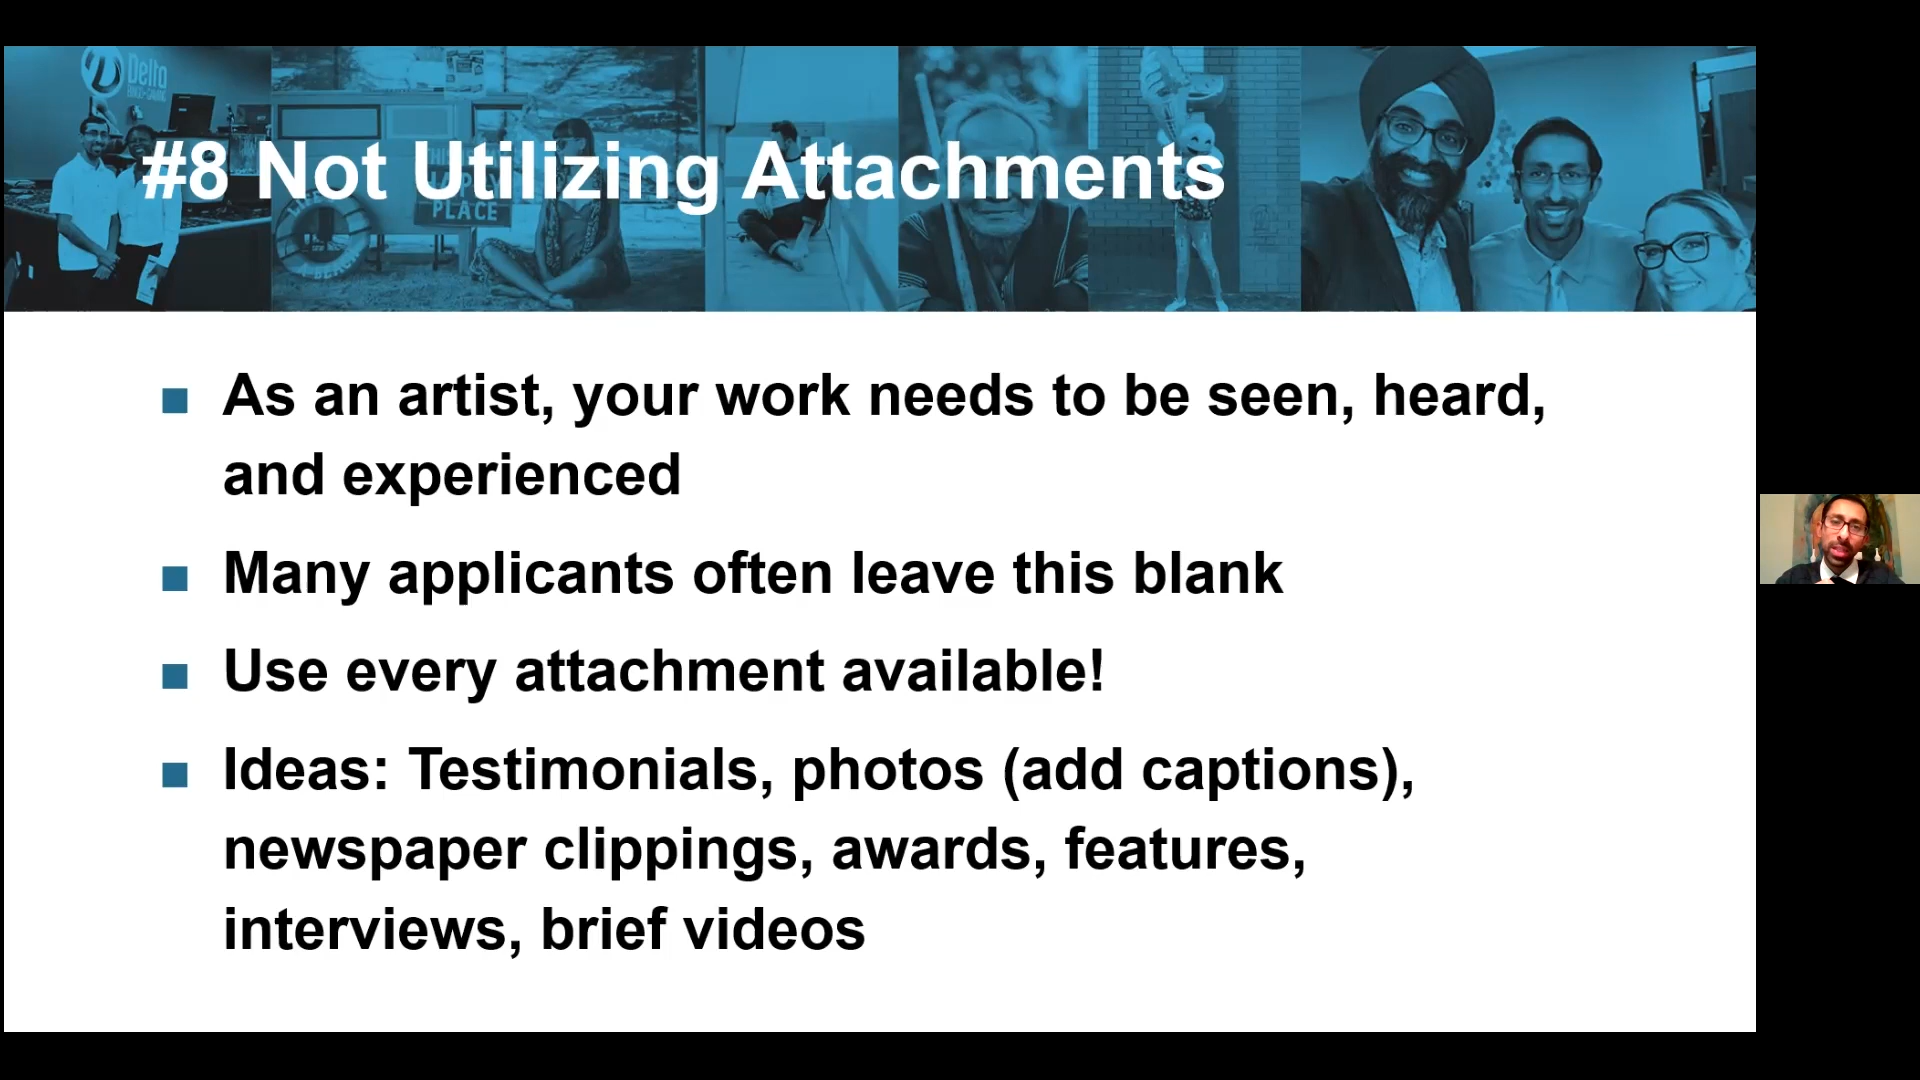 Delta
#8 Not Utilizing Attachments
PLACE
As an artist, your work needs to be seen, heard,
and experienced
Many applicants often leave this blank
Use every attachment available!
Ideas: Testimonials, photos (add captions),
newspaper clippings, awards, features,
interviews, brief videos